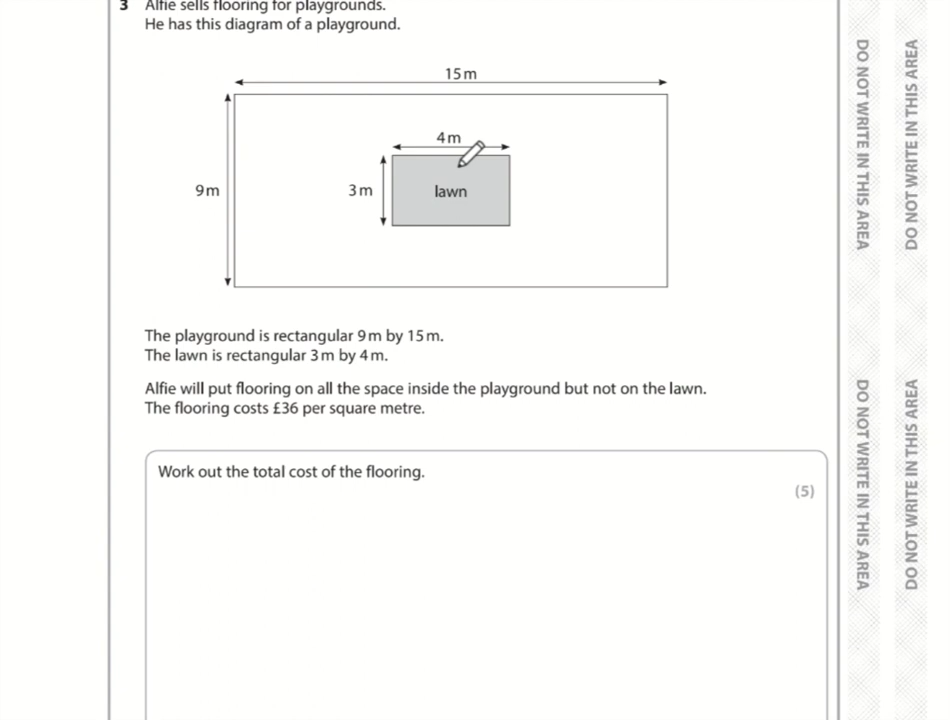 3 Alfie sells flooring for playgrounds.
He has this diagram of a playground.
15 m
4 m
9 m
3 m
lawn
The playground is rectangular 9 m by 15 m.
The lawn is rectangular 3 m by 4 m.
Alfie will put flooring on all the space inside the playground but not on the lawn.
The flooring costs £36 per square metre.
Work out the total cost of the flooring.
(5)
DO NOT WRITE IN THIS AREA
DO NOT WRITE IN THIS AREA
DO NOT WRITE IN THIS AREA
DO NOT WRITE IN THIS AREA